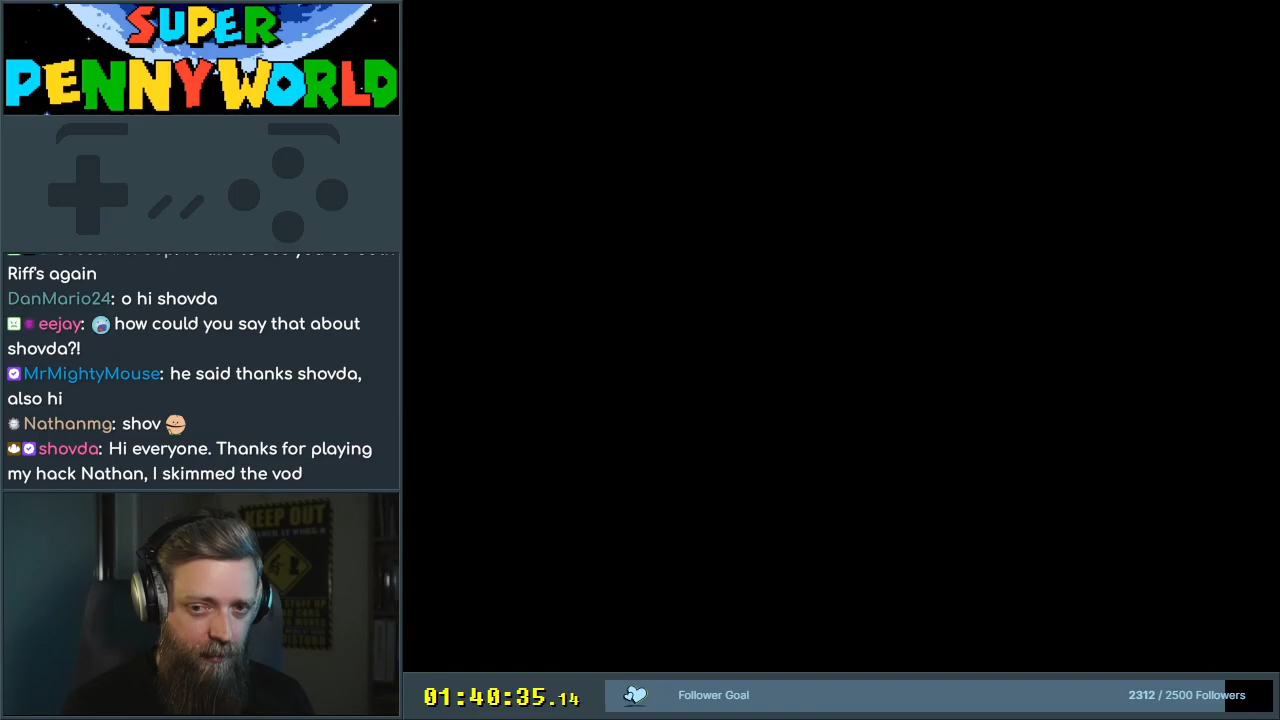 SUPER
PENNY WORLD
Riff's again
DanMario24: o hi shovda
eejay: how could you say that about
shovda?!
MrMightyMouse: he said thanks shovda,
also hi
Nathanmg: shov
shovda: Hi everyone. Thanks for playing
my hack Nathan, I skimmed the vod
KEEP OUT
01:40:35.14
Follower Goal
2312 / 2500 Followers